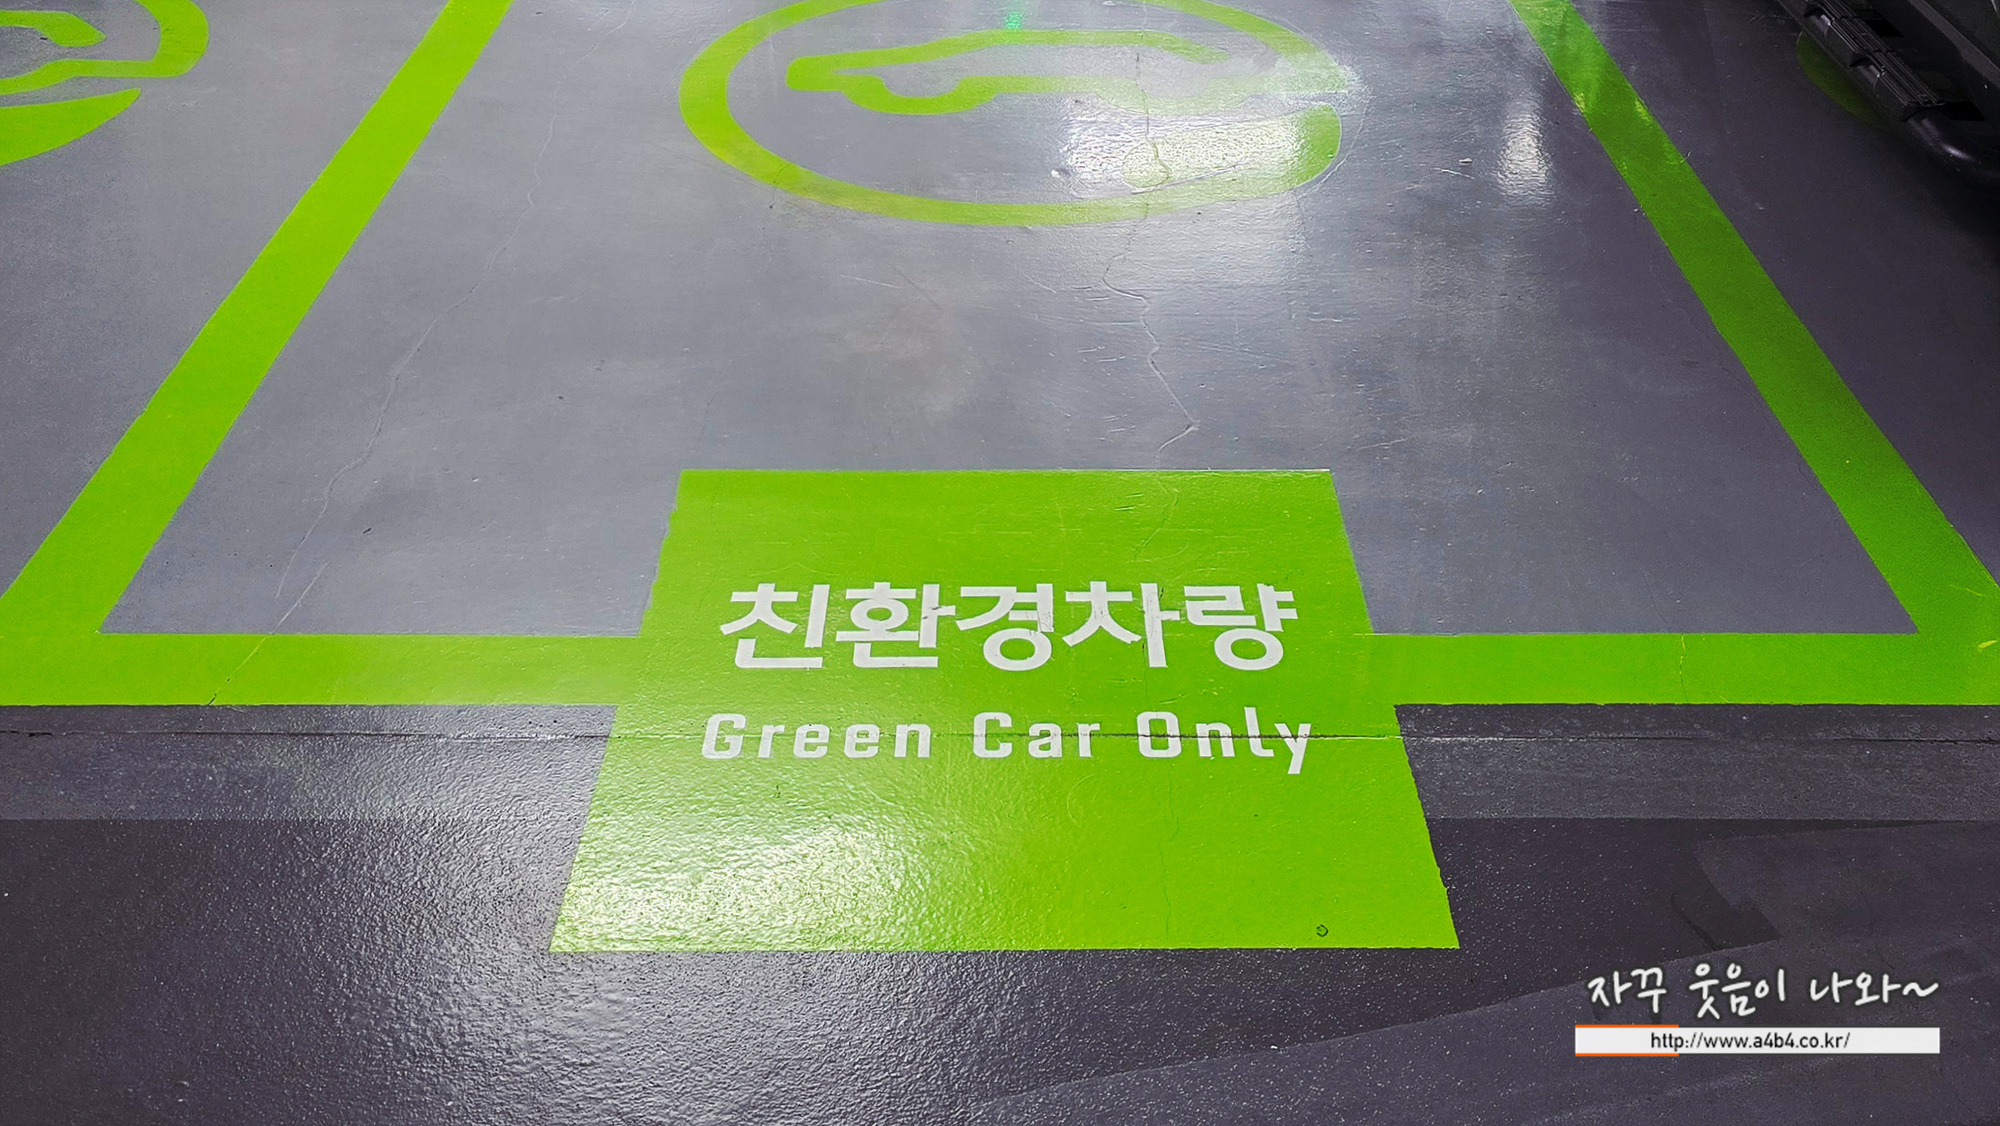 친환경차량
Green Car Only
자꾸 웃음이 나와~
http://www.a4b4.co.kr/